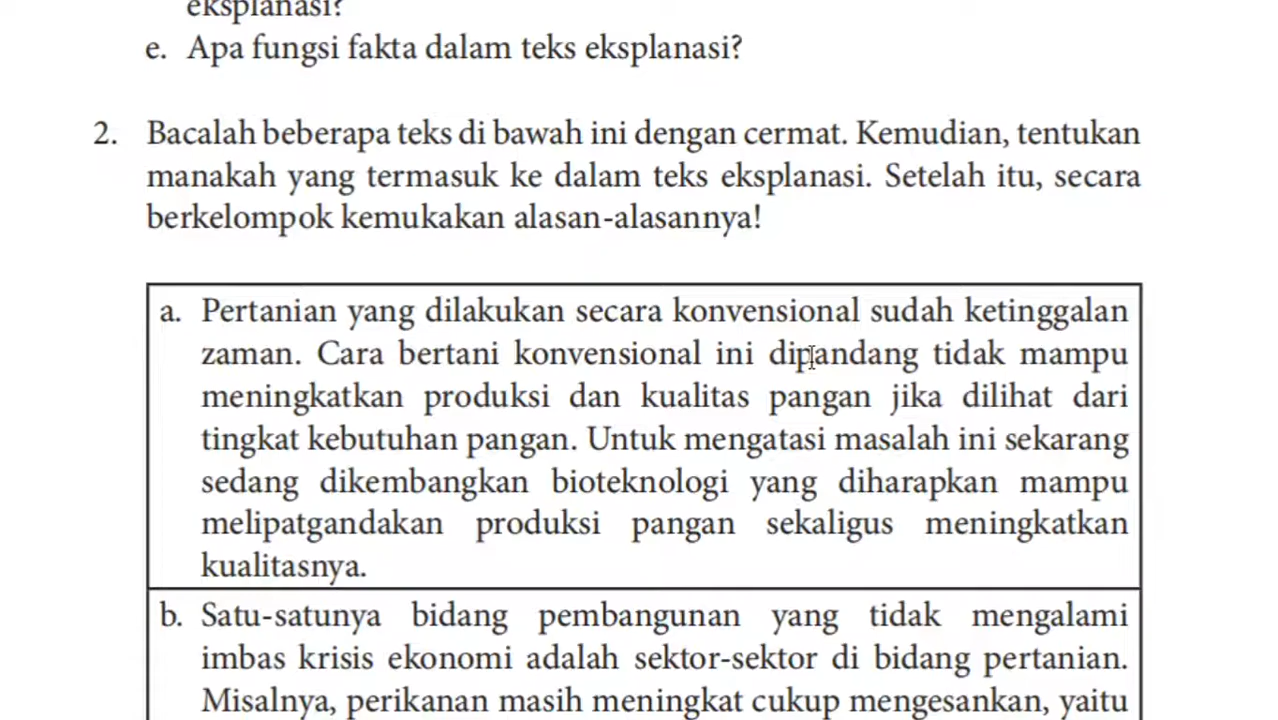 eksplanasi?
e. Apa fungsi fakta dalam teks eksplanasi?
2. Bacalah beberapa teks di bawah ini dengan cermat. Kemudian, tentukan
manakah yang termasuk ke dalam teks eksplanasi. Setelah itu, secara
berkelompok kemukakan alasan-alasannya!
a. Pertanian yang dilakukan secara konvensional sudah ketinggalan
zaman. Cara bertani konvensional ini dipandang tidak mampu
meningkatkan produksi dan kualitas pangan jika dilihat dari
tingkat kebutuhan pangan. Untuk mengatasi masalah ini sekarang
sedang dikembangkan bioteknologi yang diharapkan mampu
melipatgandakan produksi pangan sekaligus meningkatkan
kualitasnya.
b. Satu-satunya bidang pembangunan yang tidak mengalami
imbas krisis ekonomi adalah sektor-sektor di bidang pertanian.
Misalnya, perikanan masih meningkat cukup mengesankan, yaitu